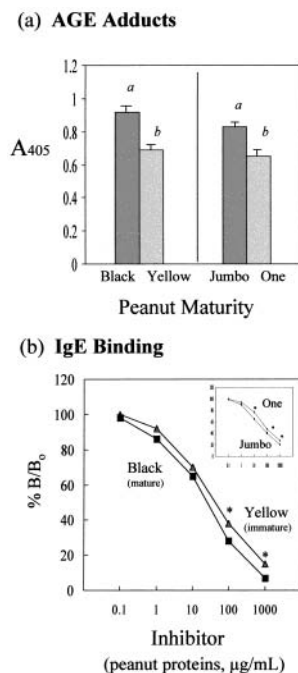 (a) AGE Adducts
1.2
1
0.8
0.6
0.4
0.2
0
A405
a
b
a
b
Black Yellow Jumbo One
Peanut Maturity
(b) IgE Binding
120
100
80
60
40
20
0
% B/Bo
One
Jumbo
Black
(mature)
Yellow
(immature)
*
*
0.1 1 10 100 1000
Inhibitor
(peanut proteins, µg/mL)